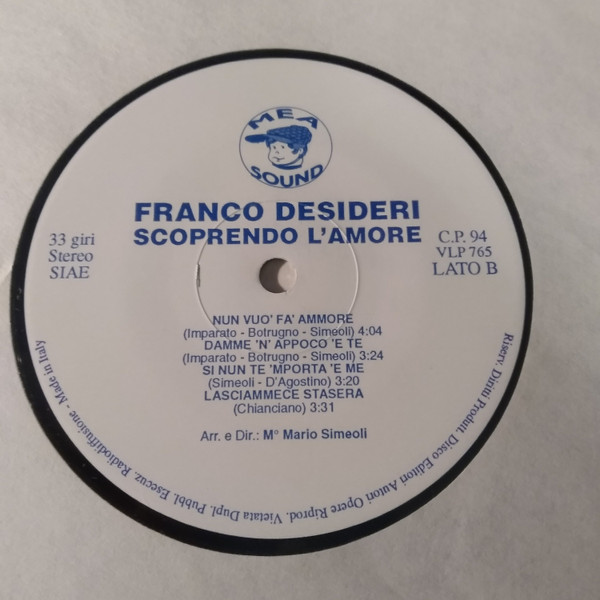 MEA
SOUND
FRANCO DESIDERI
SCOPRENDO L'AMORE
33 giri
Stereo
SIAE
C.P. 94
VLP 765
LATO B
NUN VUO' FA' AMMORE
(Imparato - Botrugno - Simeoli) 4:04
DAMME 'N' APPOCO 'E TE
(Imparato - Botrugno - Simeoli) 3:24
SI NUN TE 'MPORTA 'E ME
(Simeoli - D'Agostino) 3:20
LASCIAMMECE STASERA
(Chianciano) 3:31
Arr. e Dir.: M° Mario Simeoli
Riserv. Diritti Produtt. Disco Editori Autori Opere Riprod. Vietata Dupl. Pubbl. Esecuz. Radiodiffusione - Made in Italy